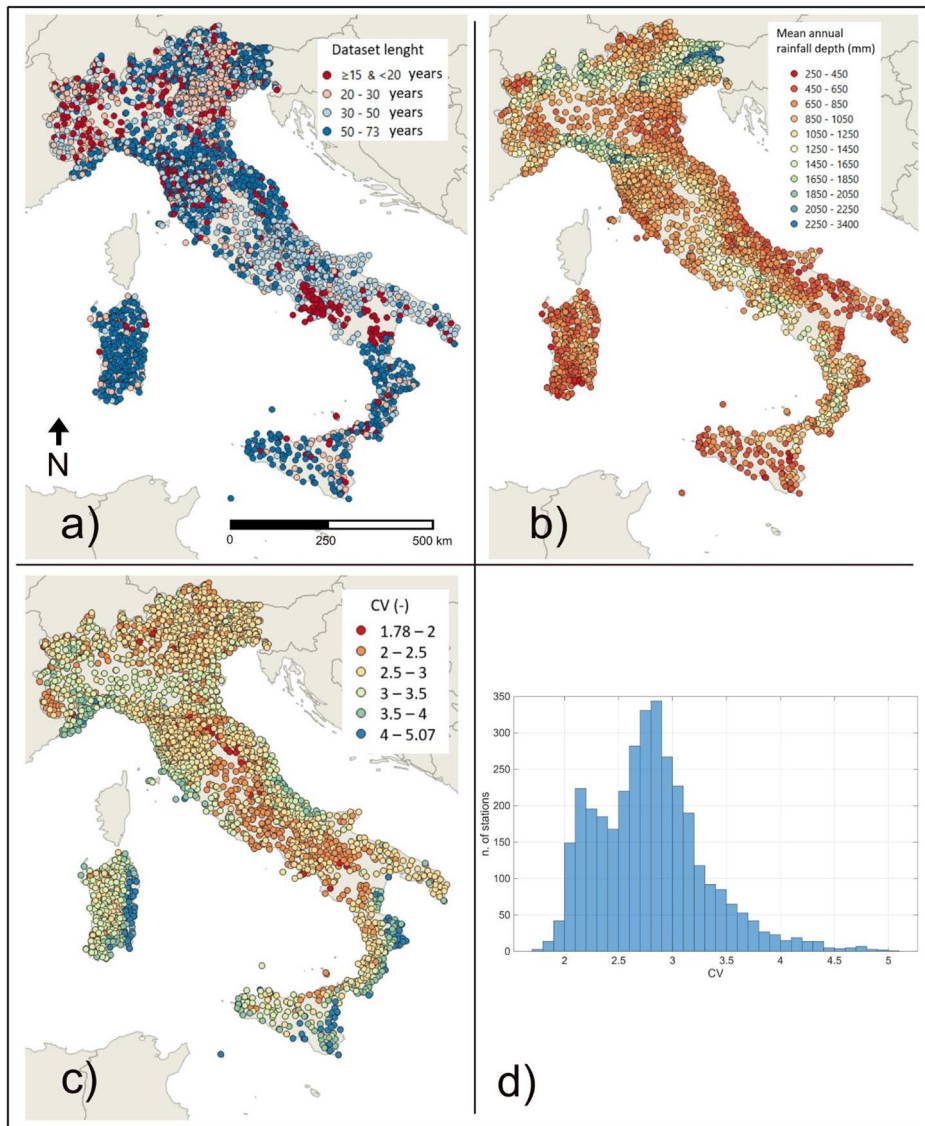 Dataset lenght
≥15 & <20 years
20 - 30 years
30 - 50 years
50 - 73 years
N
a)
0 250 500 km
Mean annual
rainfall depth (mm)
250 - 450
450 - 650
650 - 850
850 - 1050
1050 - 1250
1250 - 1450
1450 - 1650
1650 - 1850
1850 - 2050
2050 - 2250
2250 - 3400
b)
CV (-)
1.78 – 2
2 – 2.5
2.5 – 3
3 – 3.5
3.5 – 4
4 – 5.07
c)
350
300
250
200
150
100
50
0
n. of stations
2 2.5 3 3.5 4 4.5 5
CV
d)